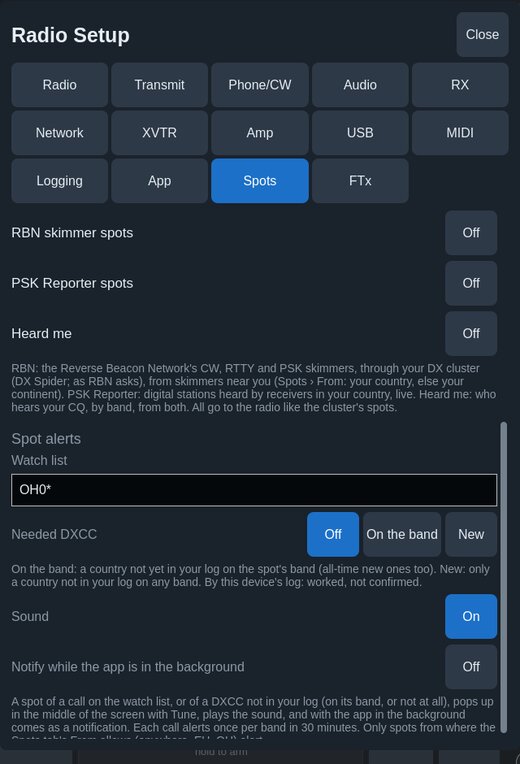 Radio Setup
Close
Radio
Transmit
Phone/CW
Audio
RX
Network
XVTR
Amp
USB
MIDI
Logging
App
Spots
FTx
RBN skimmer spots
Off
PSK Reporter spots
Off
Heard me
Off
RBN: the Reverse Beacon Network's CW, RTTY and PSK skimmers, through your DX cluster
(DX Spider; as RBN asks), from skimmers near you (Spots › From: your country, else your
continent). PSK Reporter: digital stations heard by receivers in your country, live. Heard me: who
hears your CQ, by band, from both. All go to the radio like the cluster's spots.
Spot alerts
Watch list
OH0*
Needed DXCC
Off
On the band
New
On the band: a country not yet in your log on the spot's band (all-time new ones too). New: only
a country not in your log on any band. By this device's log: worked, not confirmed.
Sound
On
Notify while the app is in the background
Off
A spot of a call on the watch list, or of a DXCC not in your log (on its band, or not at all), pops up
in the middle of the screen with Tune, plays the sound, and with the app in the background
comes as a notification. Each call alerts once per band in 30 minutes. Only spots from where the
Spots tab's From allows (anywhere, EU, OH) alert.
hold to arm